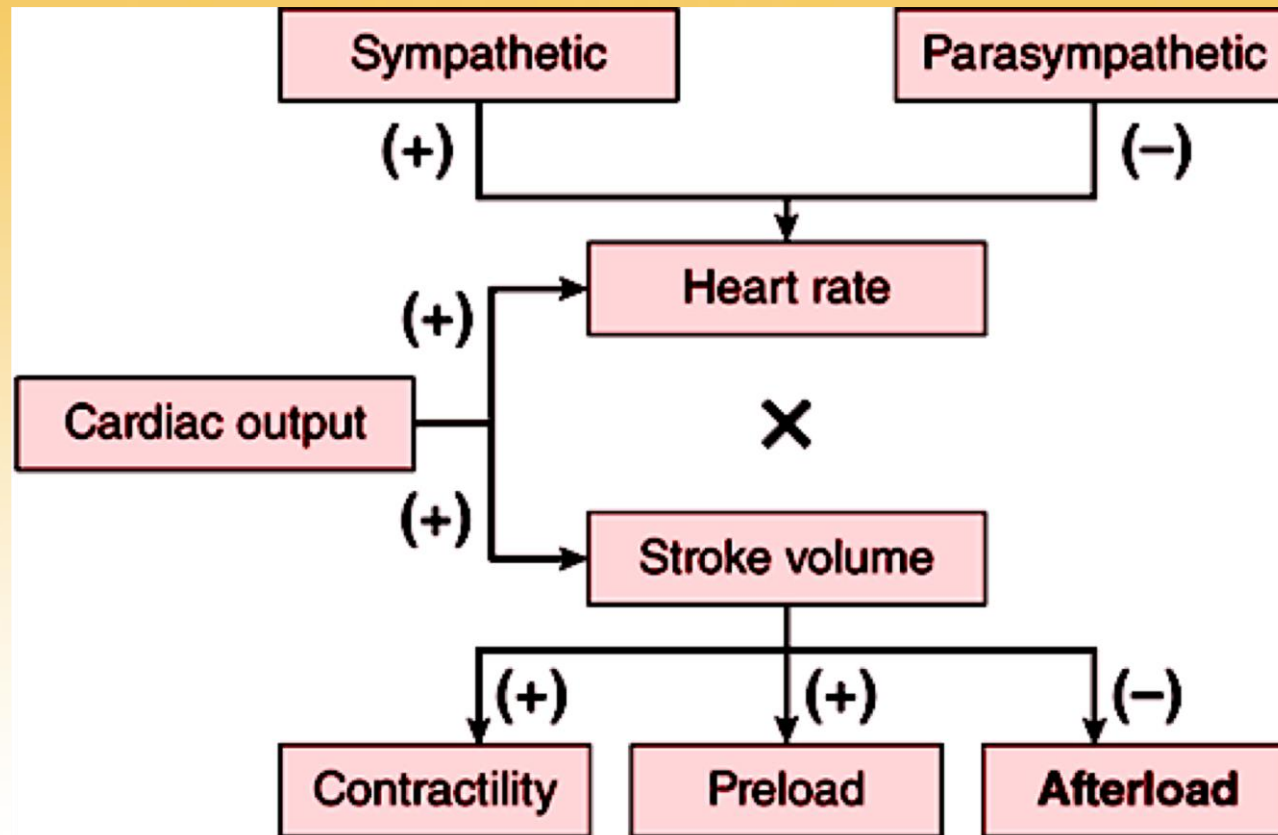 Sympathetic
Parasympathetic
(+)
(−)
Heart rate
(+)
Cardiac output
×
(+)
Stroke volume
(+)
(+)
(−)
Contractility
Preload
Afterload